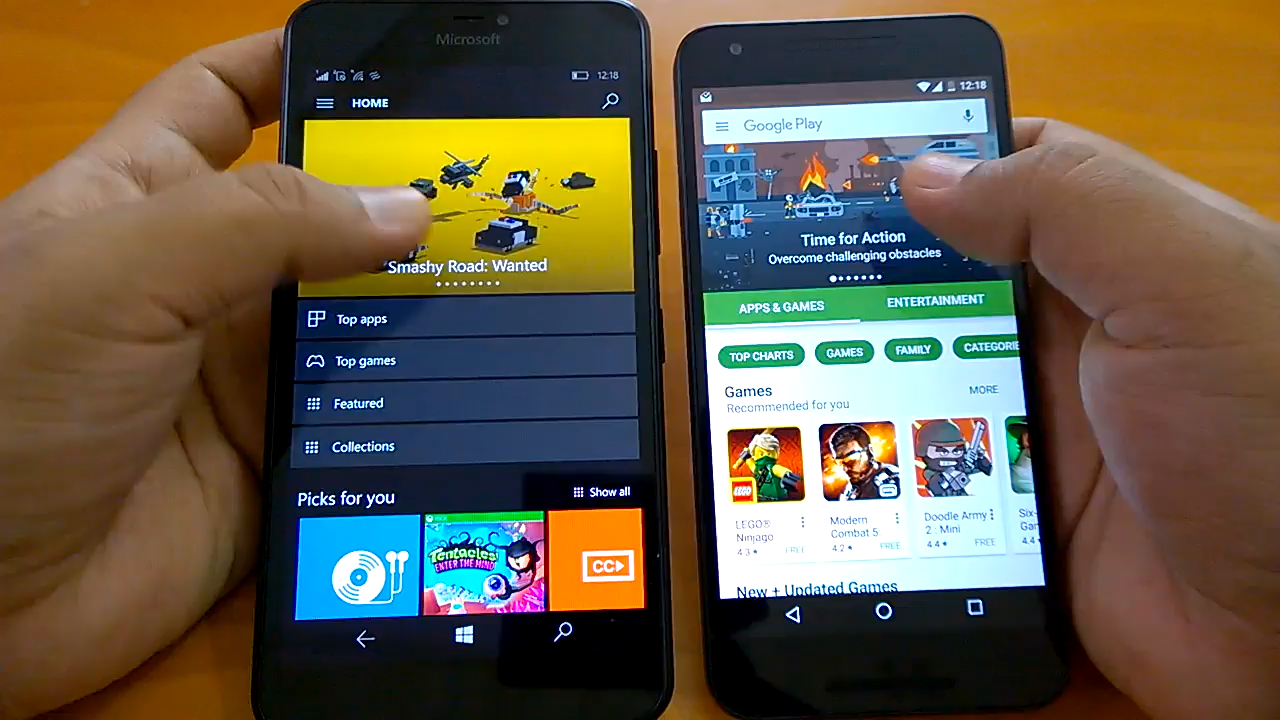 Microsoft
12:18
HOME
Smashy Road: Wanted
Top apps
Top games
Featured
Collections
Picks for you
Show all
Tentacles
ENTER THE MIND
CC
12:18
Google Play
Time for Action
Overcome challenging obstacles
APPS & GAMES
ENTERTAINMENT
TOP CHARTS
GAMES
FAMILY
CATEGORIE
Games
MORE
Recommended for you
LEGO
LEGO®
Ninjago
4.3★
FREE
Modern
Combat 5
4.2★
FREE
Doodle Army
2 : Mini
4.4★
FREE
Six-
Gan
4.4★
New + Updated Games